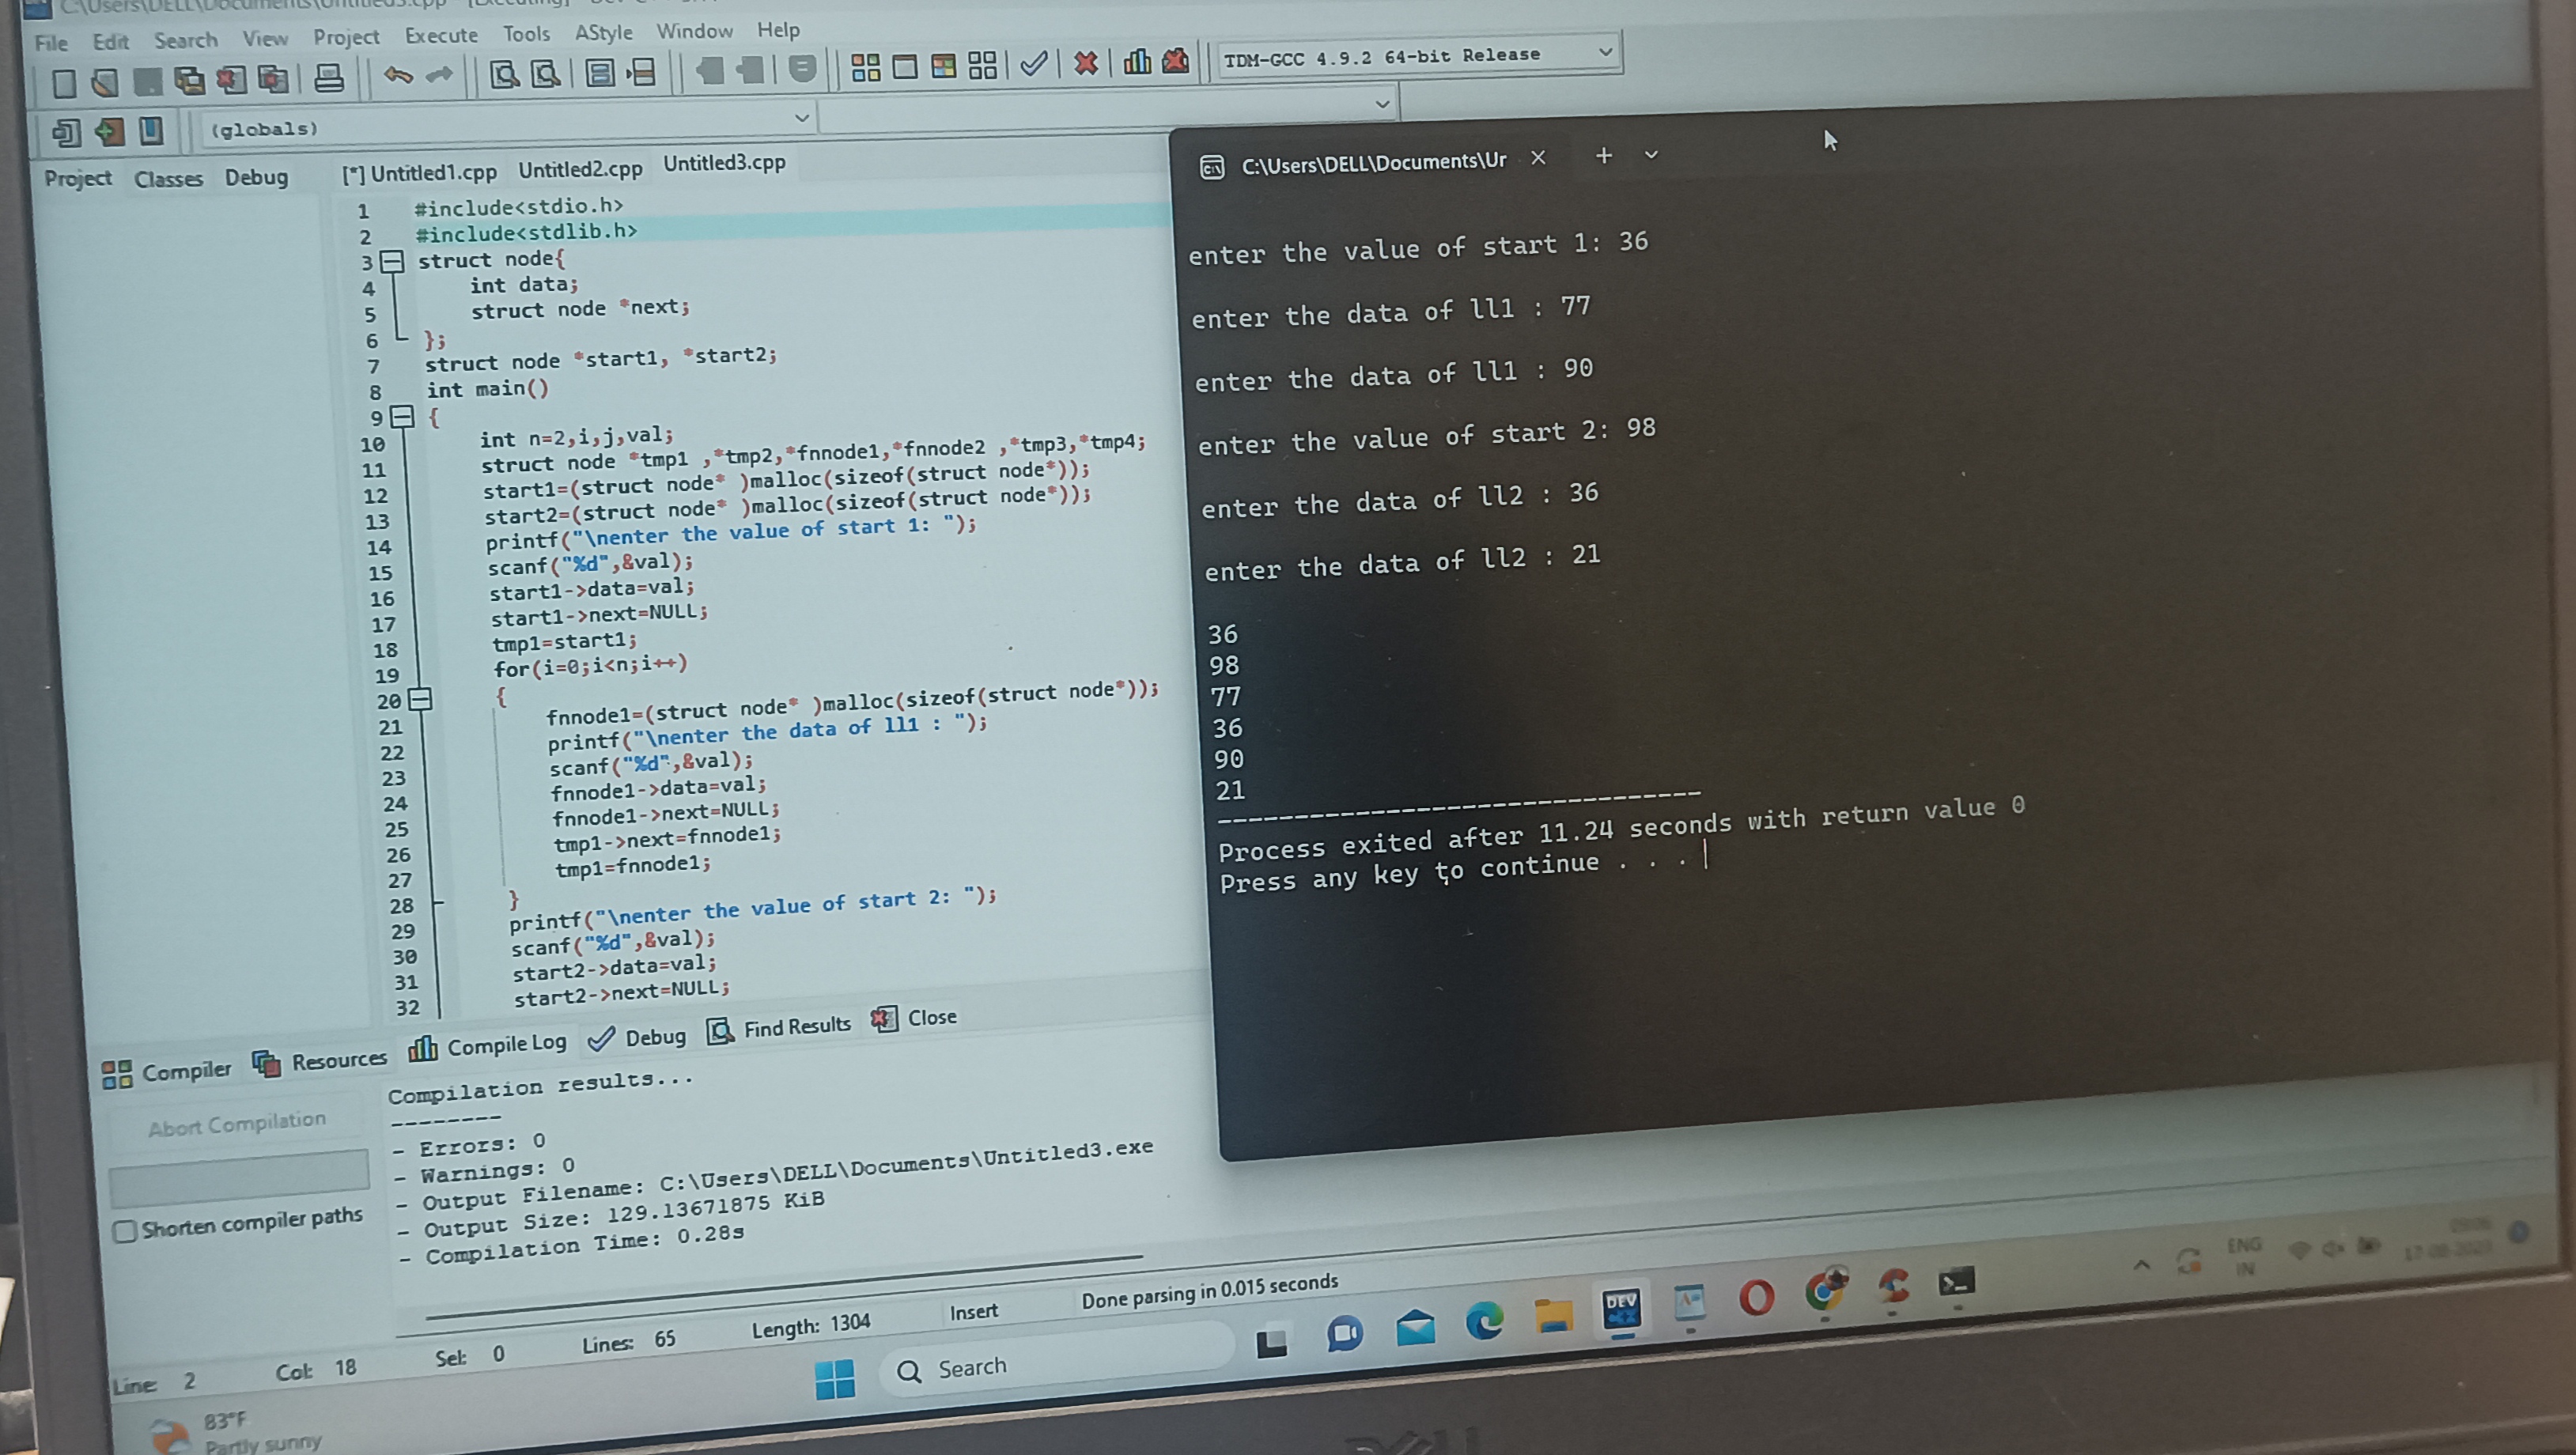 C:\Users\DELL\Documents\Untitled3.cpp - [Executing] - Dev-C++
File Edit Search View Project Execute Tools AStyle Window Help
TDM-GCC 4.9.2 64-bit Release
(globals)
Project Classes Debug
[*] Untitled1.cpp Untitled2.cpp Untitled3.cpp
1 #include<stdio.h>
2 #include<stdlib.h>
3 struct node{
4 int data;
5 struct node *next;
6 };
7 struct node *start1, *start2;
8 int main()
9 {
10 int n=2,i,j,val;
11 struct node *tmp1 ,*tmp2,*fnnode1,*fnnode2 ,*tmp3,*tmp4;
12 start1=(struct node* )malloc(sizeof(struct node*));
13 start2=(struct node* )malloc(sizeof(struct node*));
14 printf("\nenter the value of start 1: ");
15 scanf("%d",&val);
16 start1->data=val;
17 start1->next=NULL;
18 tmp1=start1;
19 for(i=0;i<n;i++)
20 {
21 fnnode1=(struct node* )malloc(sizeof(struct node*));
22 printf("\nenter the data of ll1 : ");
23 scanf("%d",&val);
24 fnnode1->data=val;
25 fnnode1->next=NULL;
26 tmp1->next=fnnode1;
27 tmp1=fnnode1;
28 }
29 printf("\nenter the value of start 2: ");
30 scanf("%d",&val);
31 start2->data=val;
32 start2->next=NULL;
C:\Users\DELL\Documents\Ur
enter the value of start 1: 36
enter the data of ll1 : 77
enter the data of ll1 : 90
enter the value of start 2: 98
enter the data of ll2 : 36
enter the data of ll2 : 21
36
98
77
36
90
21
--------------------------------
Process exited after 11.24 seconds with return value 0
Press any key to continue . . .
Compiler Resources Compile Log Debug Find Results Close
Abort Compilation
Shorten compiler paths
Compilation results...
--------
- Errors: 0
- Warnings: 0
- Output Filename: C:\Users\DELL\Documents\Untitled3.exe
- Output Size: 129.13671875 KiB
- Compilation Time: 0.28s
Line: 2 Col: 18 Sel: 0 Lines: 65 Length: 1304 Insert Done parsing in 0.015 seconds
83°F
Partly sunny
Search
DEV
ENG
IN